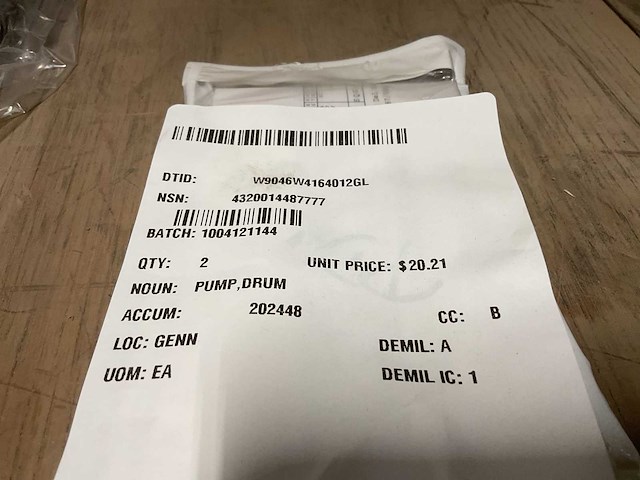 DTID: W9046W4164012GL
NSN: 4320014487777
BATCH: 1004121144
QTY: 2 UNIT PRICE: $20.21
NOUN: PUMP,DRUM
ACCUM: 202448 CC: B
LOC: GENN DEMIL: A
UOM: EA DEMIL IC: 1